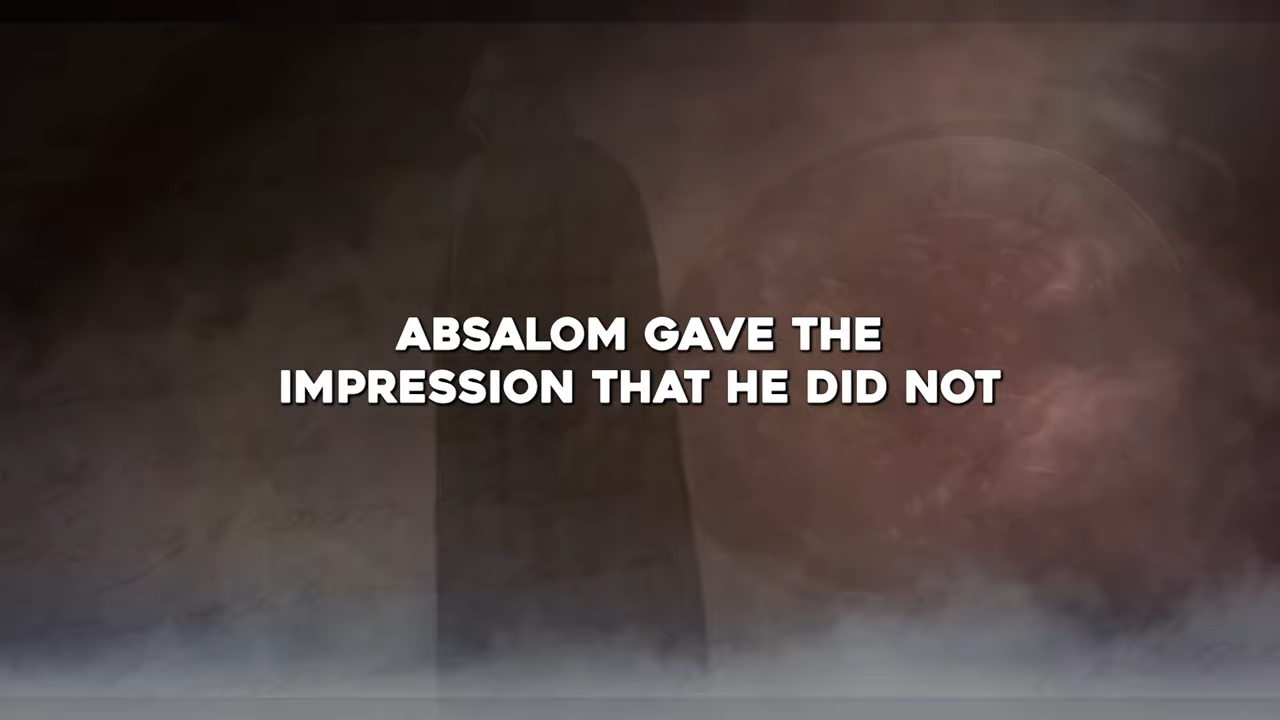 ABSALOM GAVE THE
IMPRESSION THAT HE DID NOT